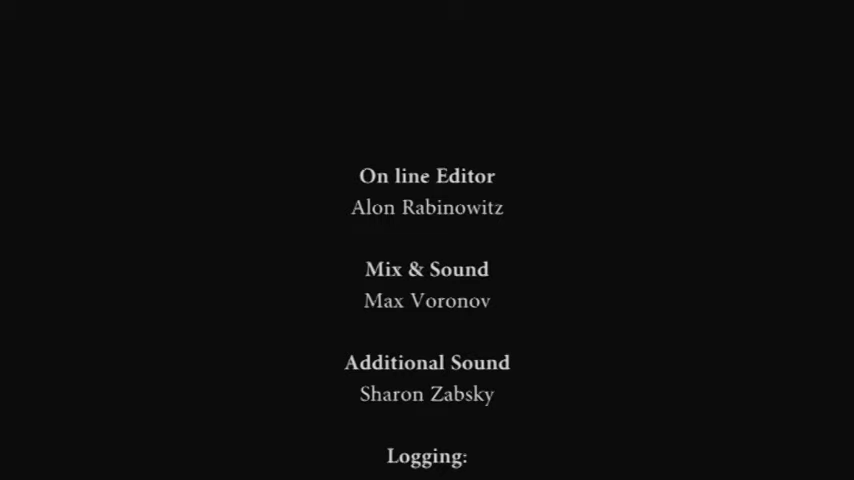 On line Editor
Alon Rabinowitz
Mix & Sound
Max Voronov
Additional Sound
Sharon Zabsky
Logging: